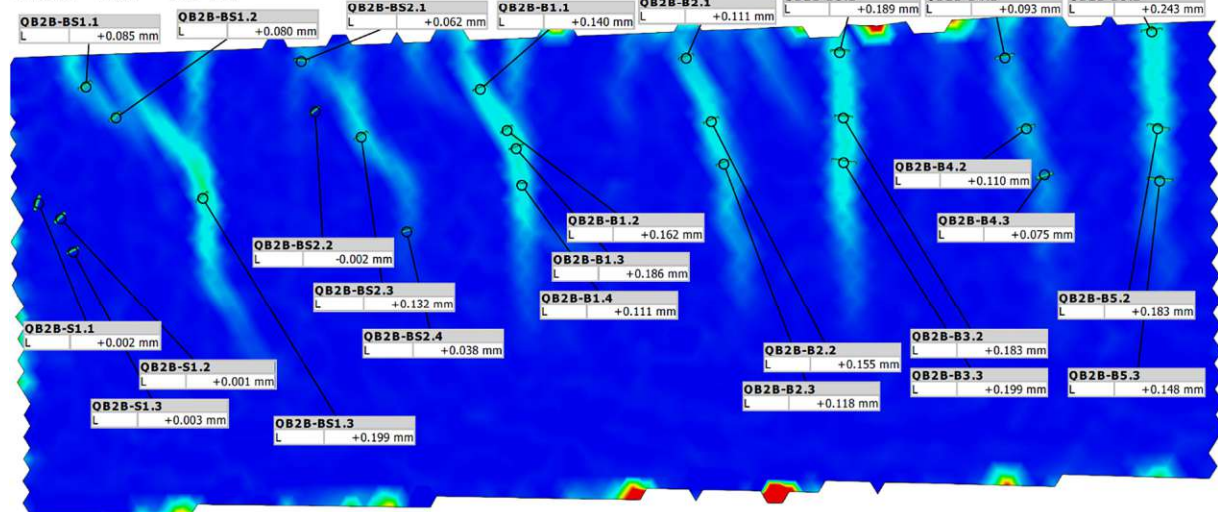 QB2B-BS1.1
L +0.085 mm
QB2B-BS1.2
L +0.080 mm
QB2B-BS2.1
L +0.062 mm
QB2B-B1.1
L +0.140 mm
L +0.111 mm
L +0.189 mm
L +0.093 mm
L +0.243 mm
QB2B-B4.2
L +0.110 mm
QB2B-B4.3
L +0.075 mm
QB2B-B1.2
L +0.162 mm
QB2B-BS2.2
L -0.002 mm
QB2B-B1.3
L +0.186 mm
QB2B-BS2.3
L +0.132 mm
QB2B-B1.4
L +0.111 mm
QB2B-B5.2
L +0.183 mm
QB2B-S1.1
L +0.002 mm
QB2B-BS2.4
L +0.038 mm
QB2B-B3.2
L +0.183 mm
QB2B-B2.2
L +0.155 mm
QB2B-S1.2
L +0.001 mm
QB2B-B3.3
L +0.199 mm
QB2B-B5.3
L +0.148 mm
QB2B-B2.3
L +0.118 mm
QB2B-S1.3
L +0.003 mm
QB2B-BS1.3
L +0.199 mm